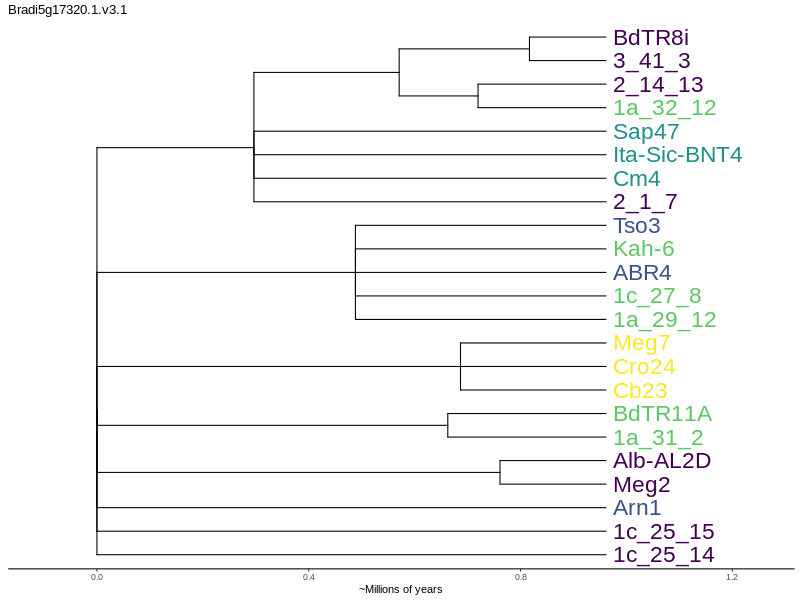 Bradi5g17320.1.v3.1
BdTR8i
3_41_3
2_14_13
1a_32_12
Sap47
Ita-Sic-BNT4
Cm4
2_1_7
Tso3
Kah-6
ABR4
1c_27_8
1a_29_12
Meg7
Cro24
Cb23
BdTR11A
1a_31_2
Alb-AL2D
Meg2
Arn1
1c_25_15
1c_25_14
0.0 0.4 0.8 1.2
~Millions of years